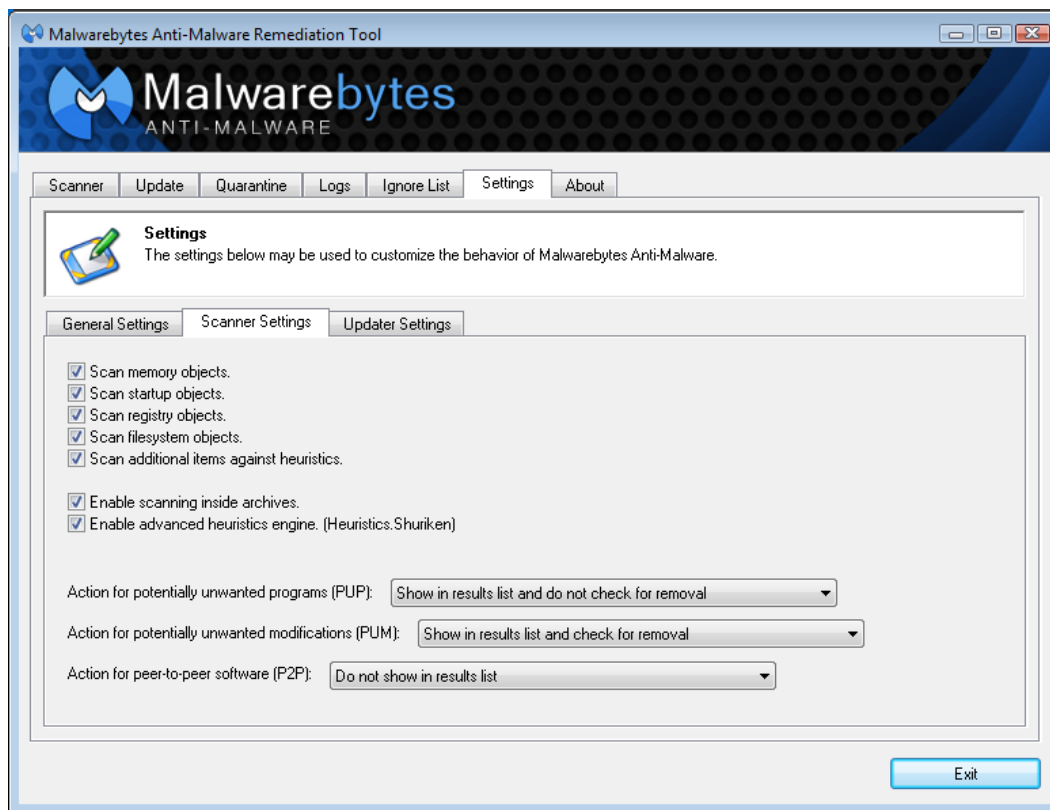 Malwarebytes Anti-Malware Remediation Tool
Malwarebytes
ANTI-MALWARE
Scanner Update Quarantine Logs Ignore List Settings About
Settings
The settings below may be used to customize the behavior of Malwarebytes Anti-Malware.
General Settings Scanner Settings Updater Settings
Scan memory objects.
Scan startup objects.
Scan registry objects.
Scan filesystem objects.
Scan additional items against heuristics.
Enable scanning inside archives.
Enable advanced heuristics engine. (Heuristics.Shuriken)
Action for potentially unwanted programs (PUP): Show in results list and do not check for removal
Action for potentially unwanted modifications (PUM): Show in results list and check for removal
Action for peer-to-peer software (P2P): Do not show in results list
Exit